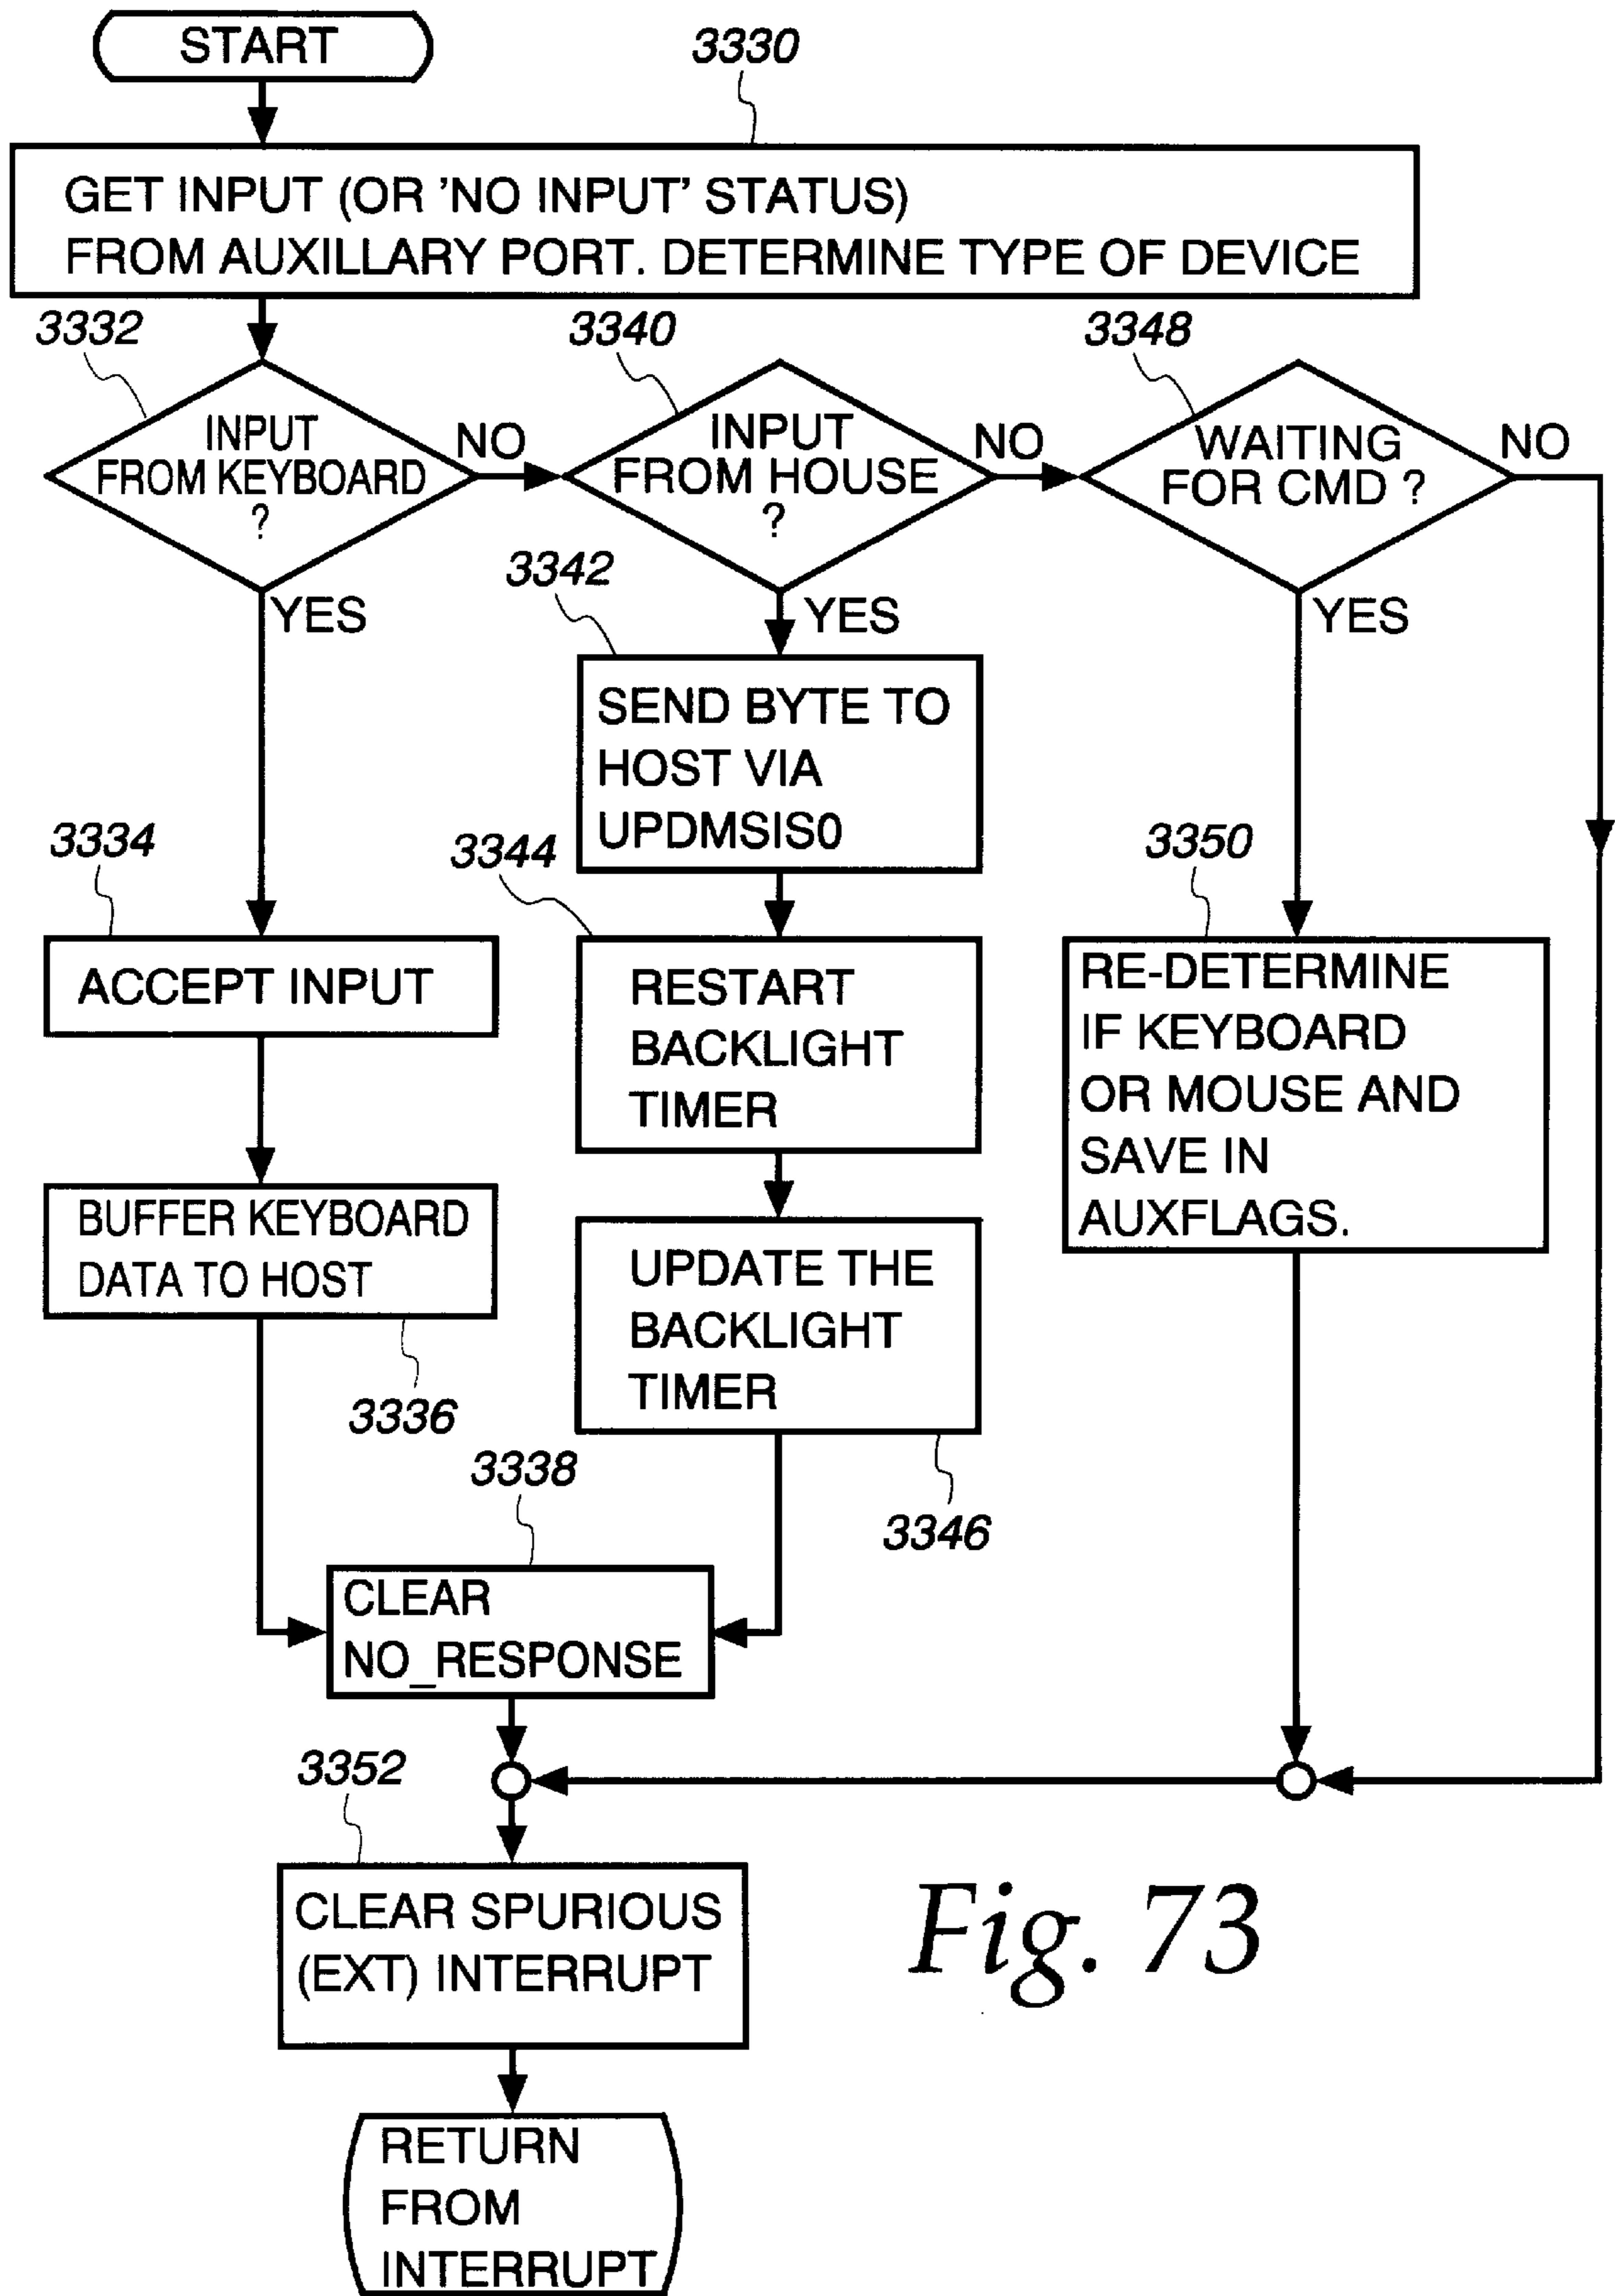 START
3330
GET INPUT (OR 'NO INPUT' STATUS)
FROM AUXILLARY PORT. DETERMINE TYPE OF DEVICE
3332
INPUT
FROM KEYBOARD
?
NO
YES
3340
INPUT
FROM HOUSE
?
NO
YES
3348
WAITING
FOR CMD ?
NO
YES
3342
SEND BYTE TO
HOST VIA
UPDMSIS0
3334
ACCEPT INPUT
3344
RESTART
BACKLIGHT
TIMER
3350
RE-DETERMINE
IF KEYBOARD
OR MOUSE AND
SAVE IN
AUXFLAGS.
BUFFER KEYBOARD
DATA TO HOST
3336
UPDATE THE
BACKLIGHT
TIMER
3346
3338
CLEAR
NO_RESPONSE
3352
CLEAR SPURIOUS
(EXT) INTERRUPT
RETURN
FROM
INTERRUPT
Fig. 73